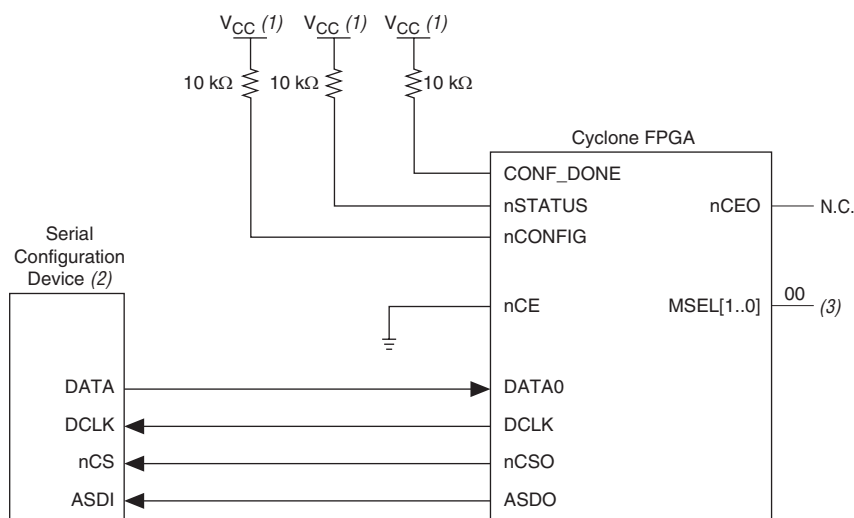 VCC (1) VCC (1) VCC (1)
10 kΩ 10 kΩ 10 kΩ
Cyclone FPGA
CONF_DONE
nSTATUS nCEO N.C.
nCONFIG
Serial
Configuration
Device (2)
nCE MSEL[1..0] 00 (3)
DATA DATA0
DCLK DCLK
nCS nCSO
ASDI ASDO